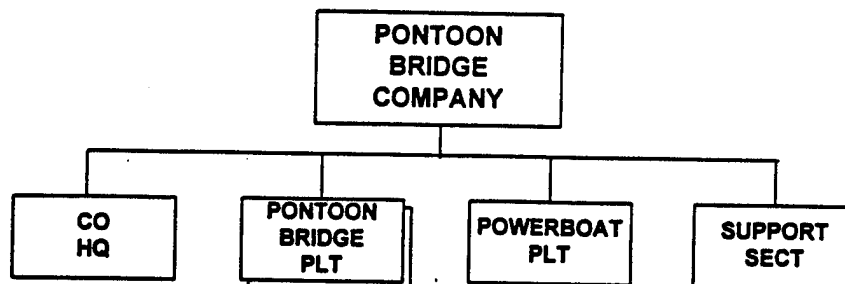 PONTOON
BRIDGE
COMPANY
CO
HQ
PONTOON
BRIDGE
PLT
POWERBOAT
PLT
SUPPORT
SECT